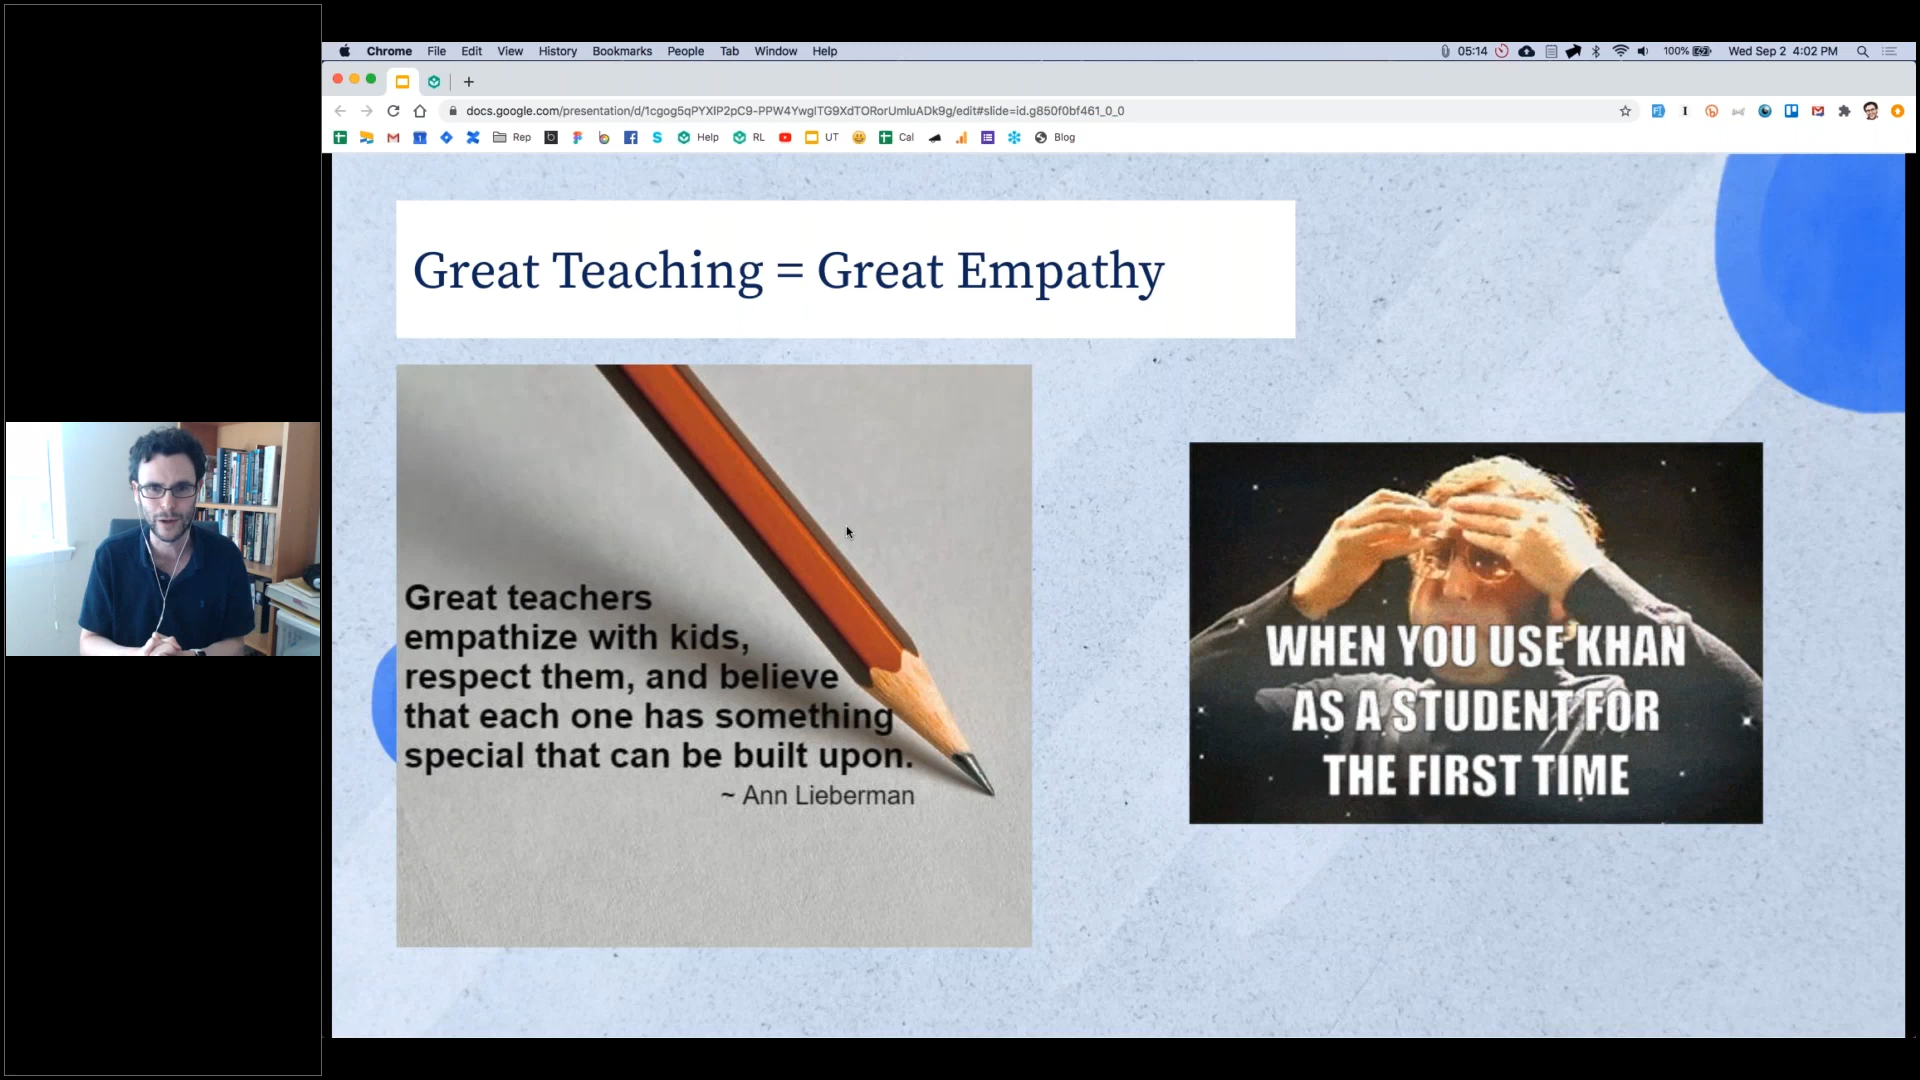 Chrome File Edit View History Bookmarks People Tab Window Help 05:14 100% Wed Sep 2 4:02 PM
docs.google.com/presentation/d/1cgog5qPYXIP2pC9-PPW4YwgITG9XdTORorUmluADk9g/edit#slide=id.g850f0bf461_0_0
Rep Help RL UT Cal Blog
Great Teaching = Great Empathy
Great teachers
empathize with kids,
respect them, and believe
that each one has something
special that can be built upon.
~ Ann Lieberman
WHEN YOU USE KHAN
AS A STUDENT FOR
THE FIRST TIME